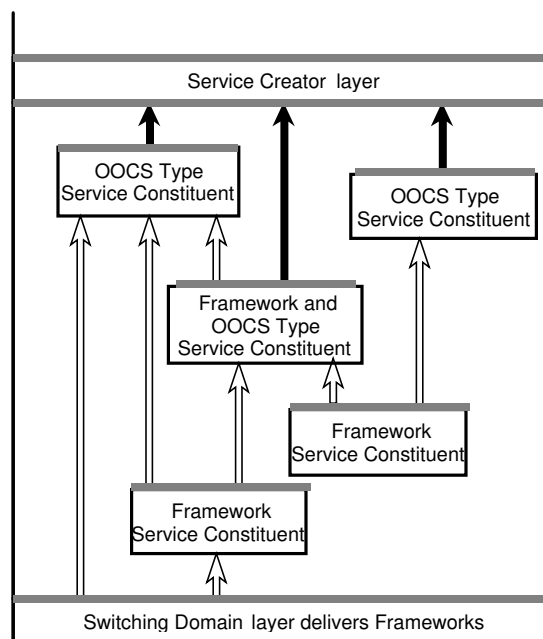 Service Creator layer
OOCS Type
Service Constituent
OOCS Type
Service Constituent
Framework and
OOCS Type
Service Constituent
Framework
Service Constituent
Framework
Service Constituent
Switching Domain layer delivers Frameworks